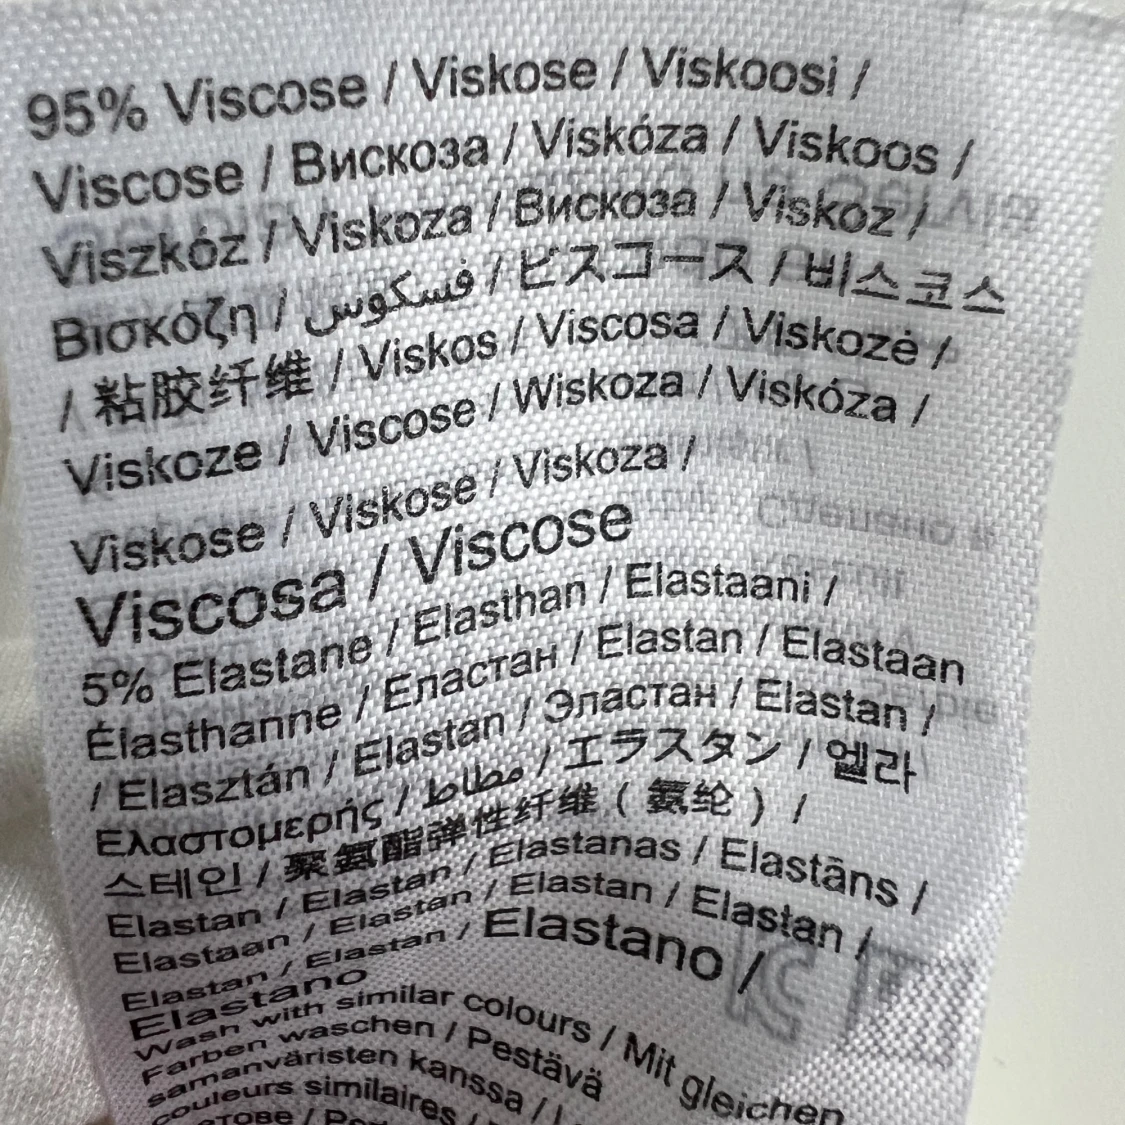 95% Viscose / Viskose / Viskoosi /
Viscose / Вискоза / Viskóza / Viskoos /
Viszkóz / Viskoza / Вискоза / Viskoz /
Βισκόζη / فسكوس / ビスコース / 비스코스
/ 粘胶纤维 / Viskos / Viscosa / Viskozė /
Viskoze / Viscose / Wiskoza / Viskóza /
Viskose / Viskose / Viskoza /
Viscosa / Viscose
5% Elastane / Elasthan / Elastaani /
Élasthanne / Еластан / Elastan / Elastaan
/ Elasztán / Elastan / Эластан / Elastan /
Ελαστομερής / مطاط / エラスタン / 엘라
스테인 / 聚氨酯弹性纤维 ( 氨纶 ) /
Elastan / Elastan / Elastanas / Elastāns /
Elastaan / Elastan / Elastan / Elastan /
Elastan / Elastan / Elastano /
Elastano
Wash with similar colours / Mit gleichen
Farben waschen / Pestävä
samanväristen kanssa /
couleurs similaires /